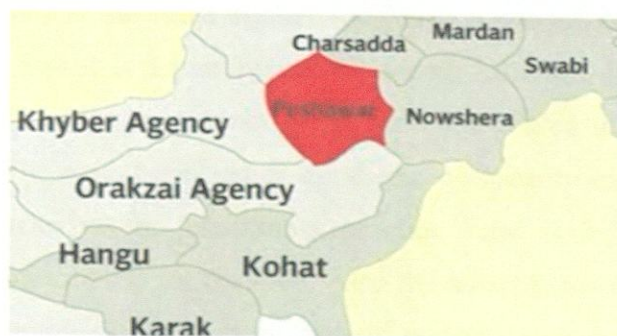 Charsadda
Mardan
Swabi
Peshawar
Nowshera
Khyber Agency
Orakzai Agency
Hangu
Kohat
Karak